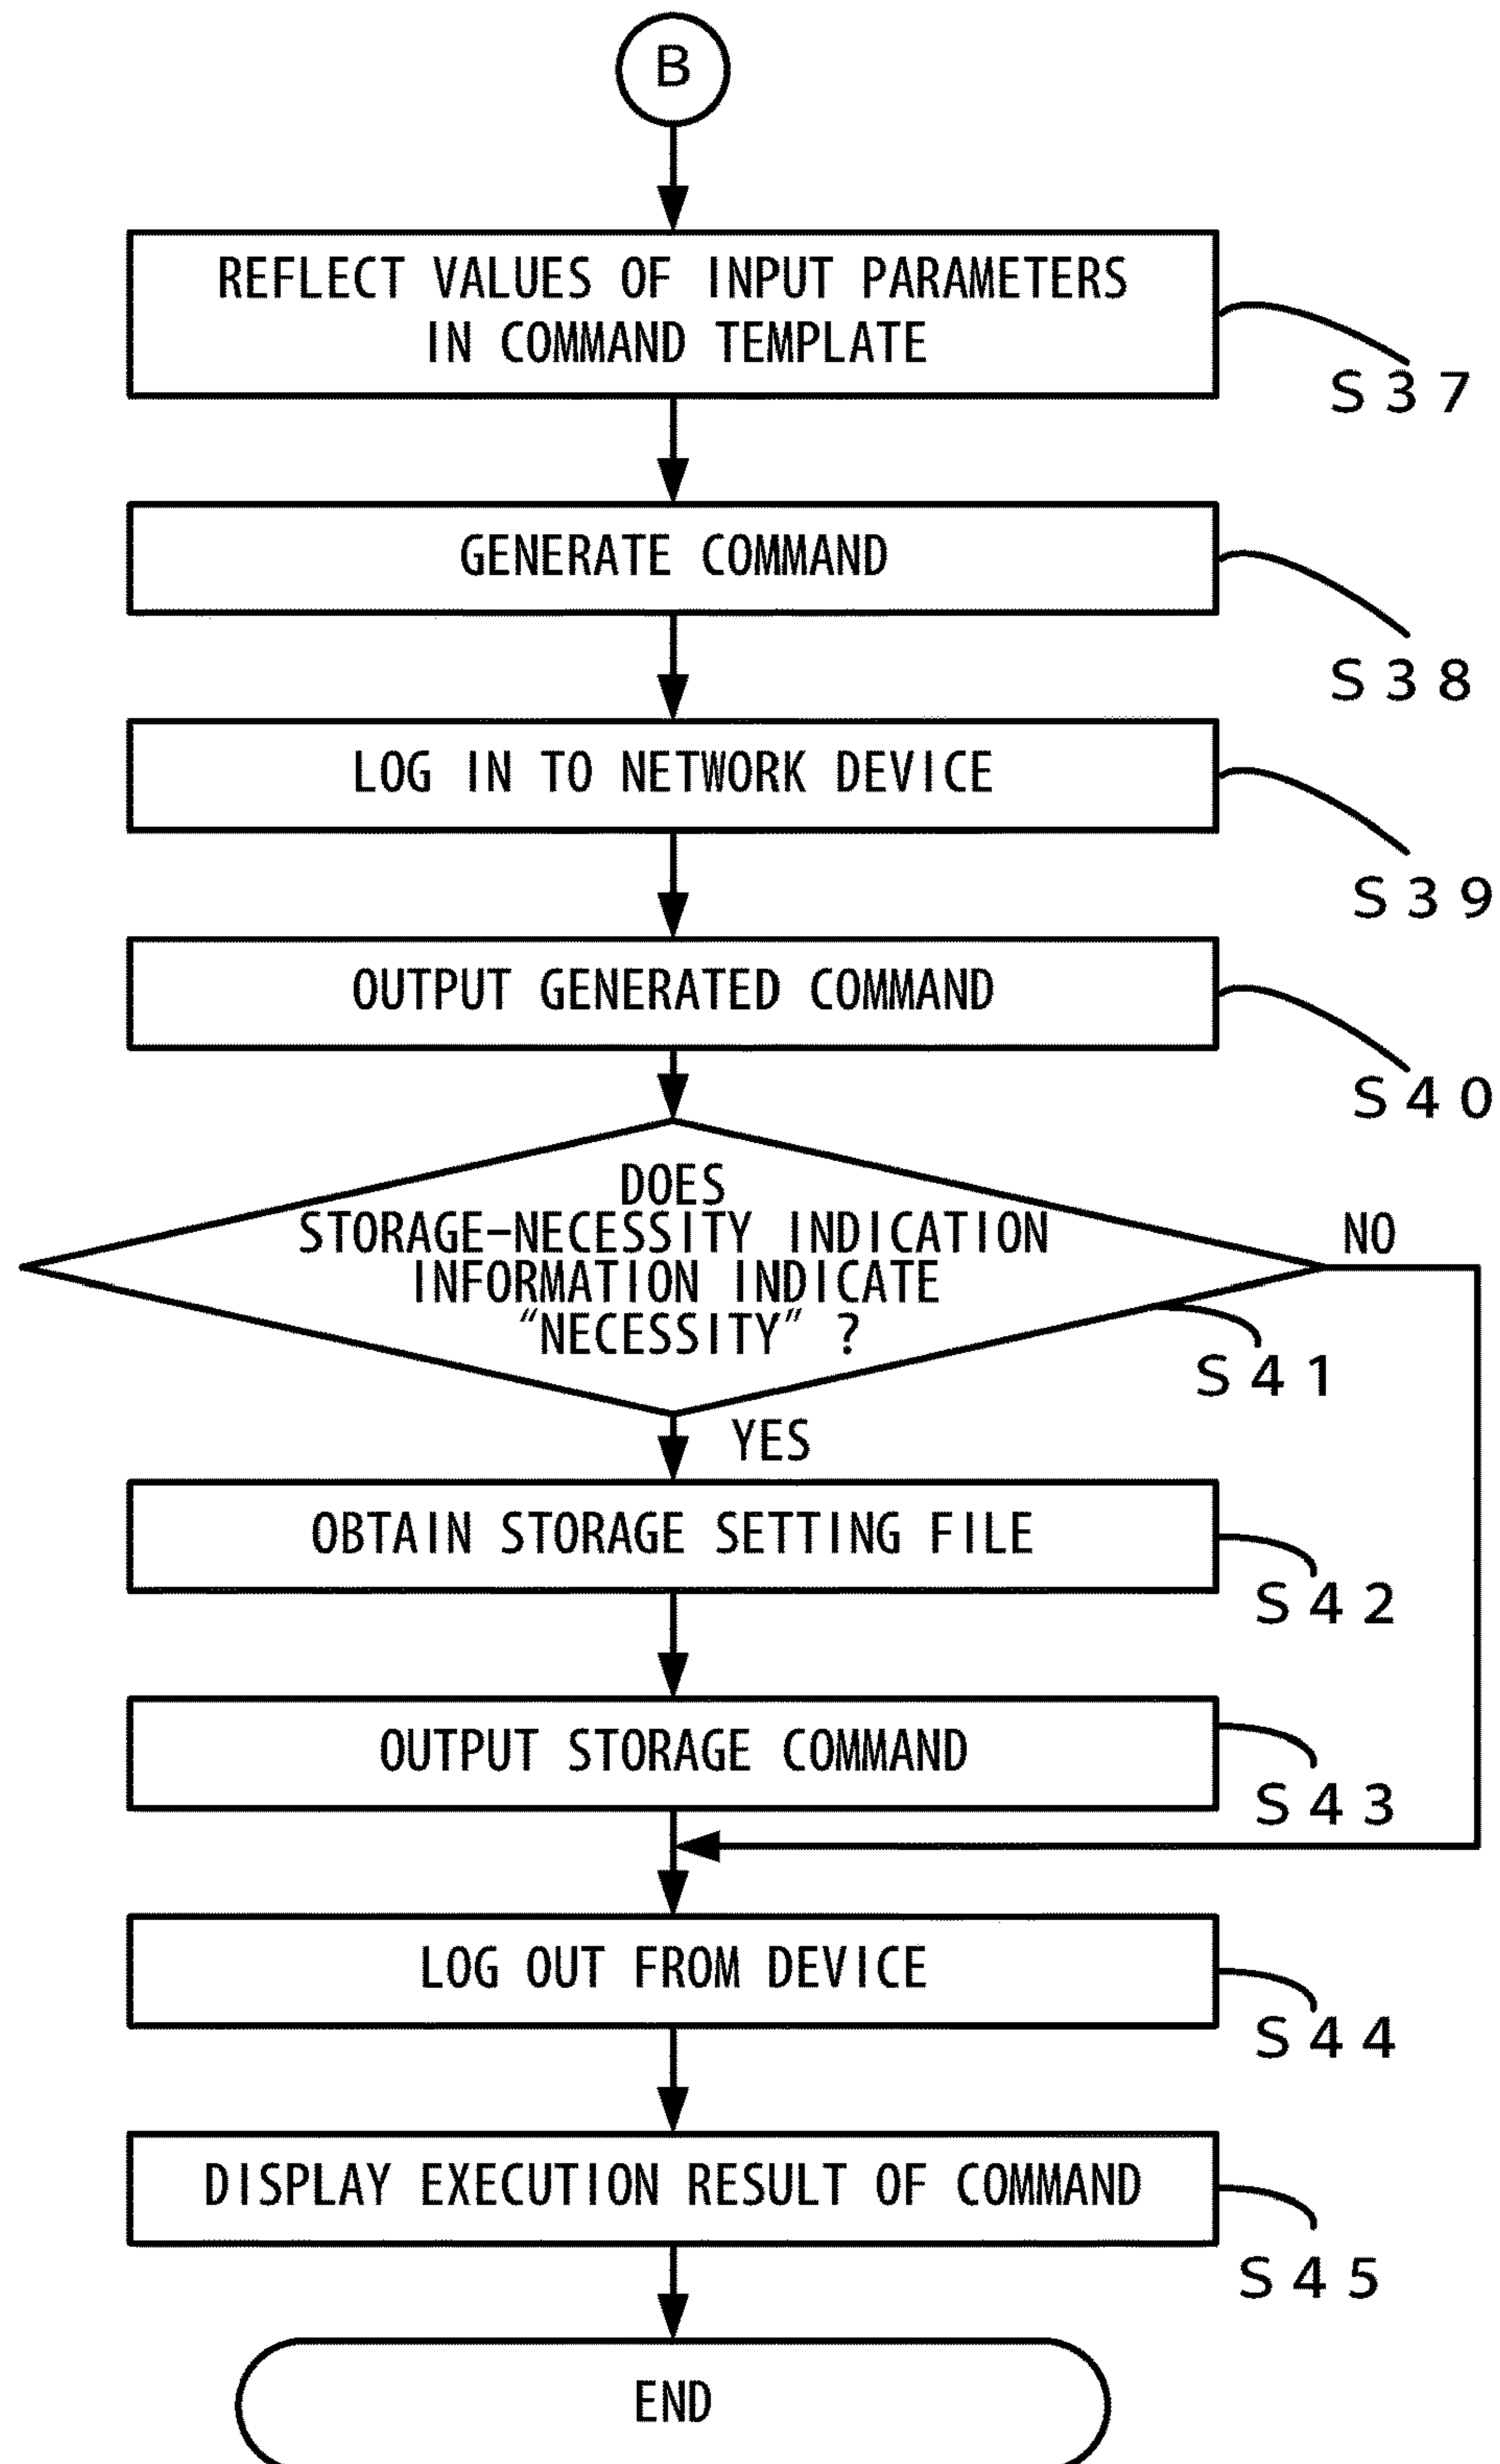 B
REFLECT VALUES OF INPUT PARAMETERS
IN COMMAND TEMPLATE
S37
GENERATE COMMAND
S38
LOG IN TO NETWORK DEVICE
S39
OUTPUT GENERATED COMMAND
S40
DOES
STORAGE-NECESSITY INDICATION
INFORMATION INDICATE
“NECESSITY” ?
NO
S41
YES
OBTAIN STORAGE SETTING FILE
S42
OUTPUT STORAGE COMMAND
S43
LOG OUT FROM DEVICE
S44
DISPLAY EXECUTION RESULT OF COMMAND
S45
END